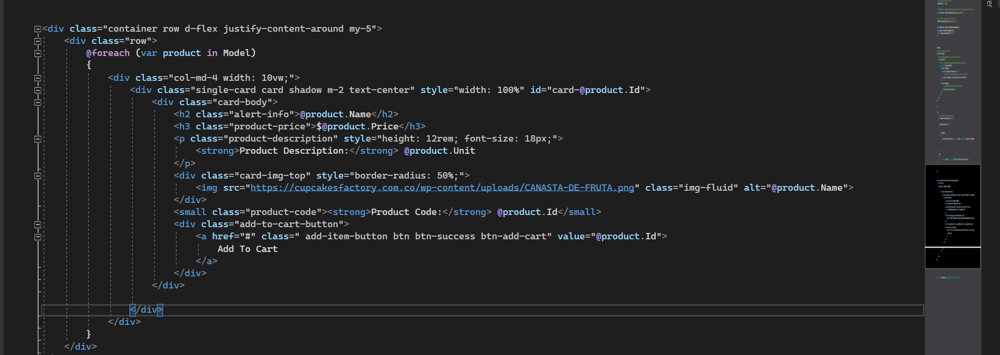 <div class="container row d-flex justify-content-around my-5">
<div class="row">
@foreach (var product in Model)
{
<div class="col-md-4 width: 10vw;">
<div class="single-card card shadow m-2 text-center" style="width: 100%" id="card-@product.Id">
<div class="card-body">
<h2 class="alert-info">@product.Name</h2>
<h3 class="product-price">$@product.Price</h3>
<p class="product-description" style="height: 12rem; font-size: 18px;">
<strong>Product Description:</strong> @product.Unit
</p>
<div class="card-img-top" style="border-radius: 50%;">
<img src="https://cupcakesfactory.com.co/wp-content/uploads/CANASTA-DE-FRUTA.png" class="img-fluid" alt="@product.Name">
</div>
<small class="product-code"><strong>Product Code:</strong> @product.Id</small>
<div class="add-to-cart-button">
<a href="#" class=" add-item-button btn btn-success btn-add-cart" value="@product.Id">
Add To Cart
</a>
</div>
</div>
</div>
</div>
}
</div>